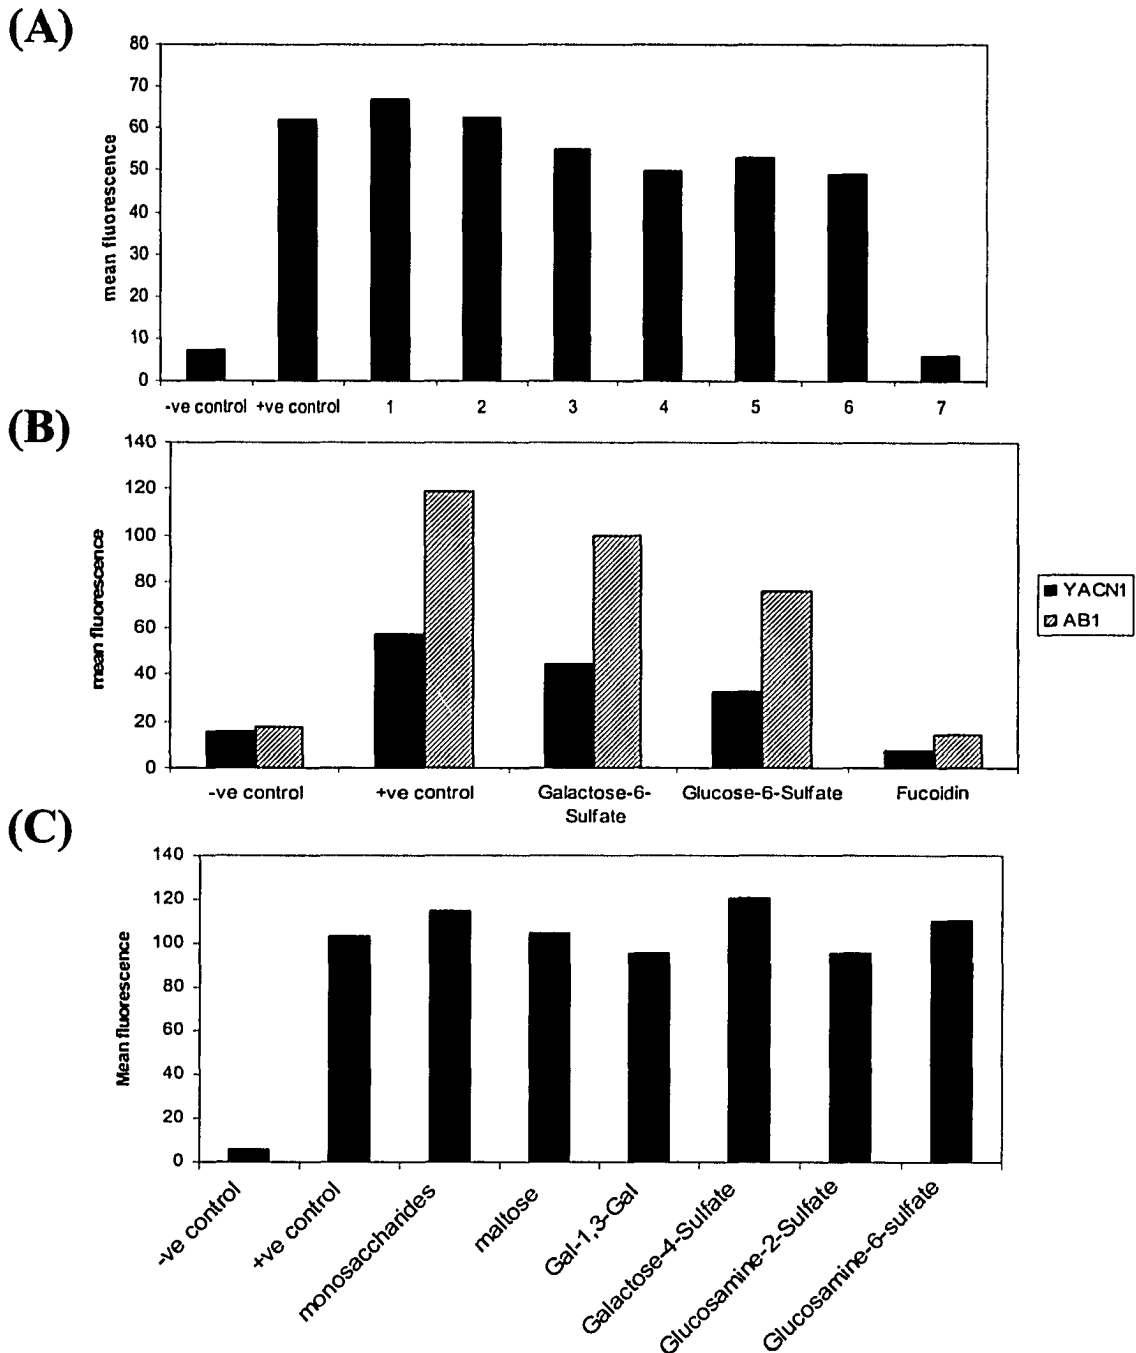 (A)
80
70
60
50
40
30
20
10
0
mean fluorescence
-ve control +ve control 1 2 3 4 5 6 7
(B)
140
120
100
80
60
40
20
0
mean fluorescence
YACN1
AB1
-ve control +ve control Galactose-6- Glucose-6-Sulfate Fucoidin
Sulfate
(C)
140
120
100
80
60
40
20
0
Mean fluorescence
-ve control
+ve control
monosaccharides
maltose
Gal-1,3-Gal
Galactose-4-Sulfate
Glucosamine-2-Sulfate
Glucosamine-6-sulfate